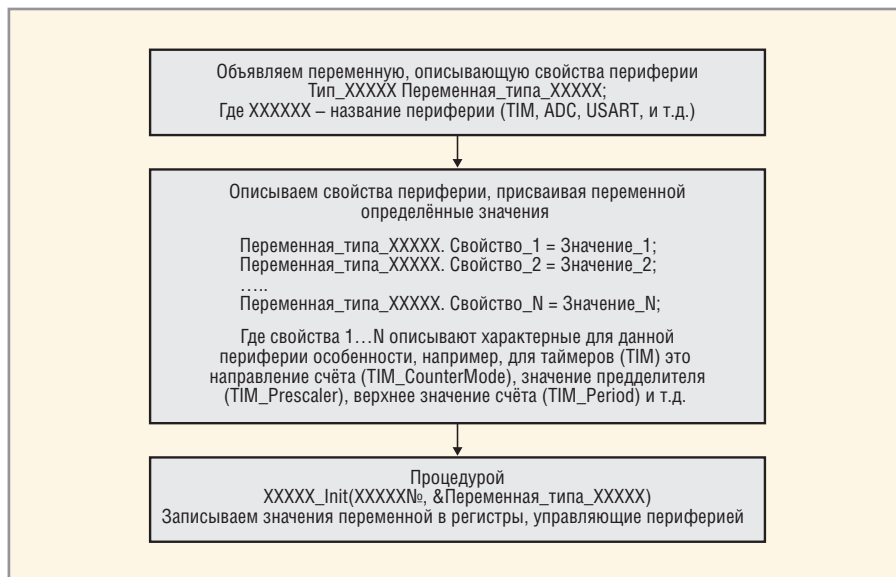 Объявляем переменную, описывающую свойства периферии
Тип_XXXXX Переменная_типа_XXXXX;
Где XXXXXX – название периферии (TIM, ADC, USART, и т.д.)
Описываем свойства периферии, присваивая переменной
определённые значения
Переменная_типа_XXXXX. Свойство_1 = Значение_1;
Переменная_типа_XXXXX. Свойство_2 = Значение_2;
…..
Переменная_типа_XXXXX. Свойство_N = Значение_N;
Где свойства 1…N описывают характерные для данной
периферии особенности, например, для таймеров (TIM) это
направление счёта (TIM_CounterMode), значение предделителя
(TIM_Prescaler), верхнее значение счёта (TIM_Period) и т.д.
Процедурой
XXXXX_Init(XXXXX№, &Переменная_типа_XXXXX)
Записываем значения переменной в регистры, управляющие периферией